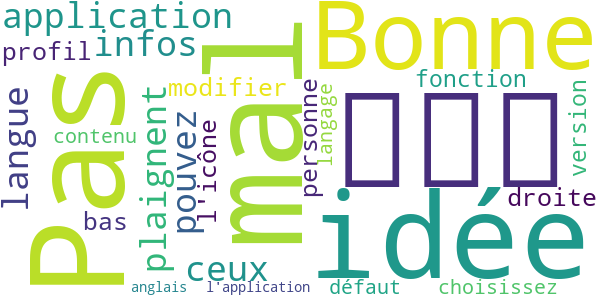 application
Bonne
profil
infos
mal
modifier
fonction
Pas
langue
contenu
plaignent
pouvez
l'icône
personne
langage
version
idée
droite
bas
ceux
anglais
l'application
défaut
choisissez